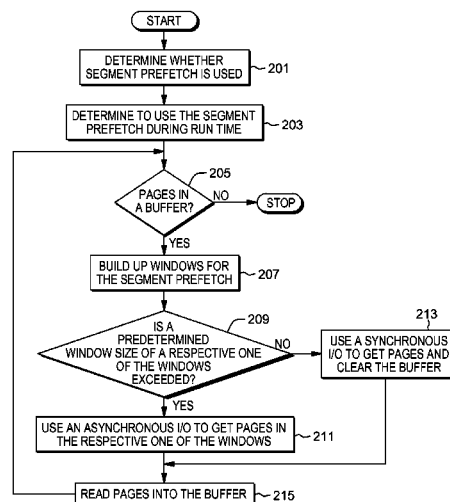 START
DETERMINE WHETHER
SEGMENT PREFETCH IS USED
201
DETERMINE TO USE THE SEGMENT
PREFETCH DURING RUN TIME
203
205
PAGES IN
A BUFFER?
NO
STOP
YES
BUILD UP WINDOWS FOR
THE SEGMENT PREFETCH
207
209
IS A
PREDETERMINED
WINDOW SIZE OF A RESPECTIVE ONE
OF THE WINDOWS
EXCEEDED?
NO
213
USE A SYNCHRONOUS
I/O TO GET PAGES AND
CLEAR THE BUFFER
YES
USE AN ASYNCHRONOUS I/O TO GET PAGES IN
THE RESPECTIVE ONE OF THE WINDOWS
211
READ PAGES INTO THE BUFFER
215